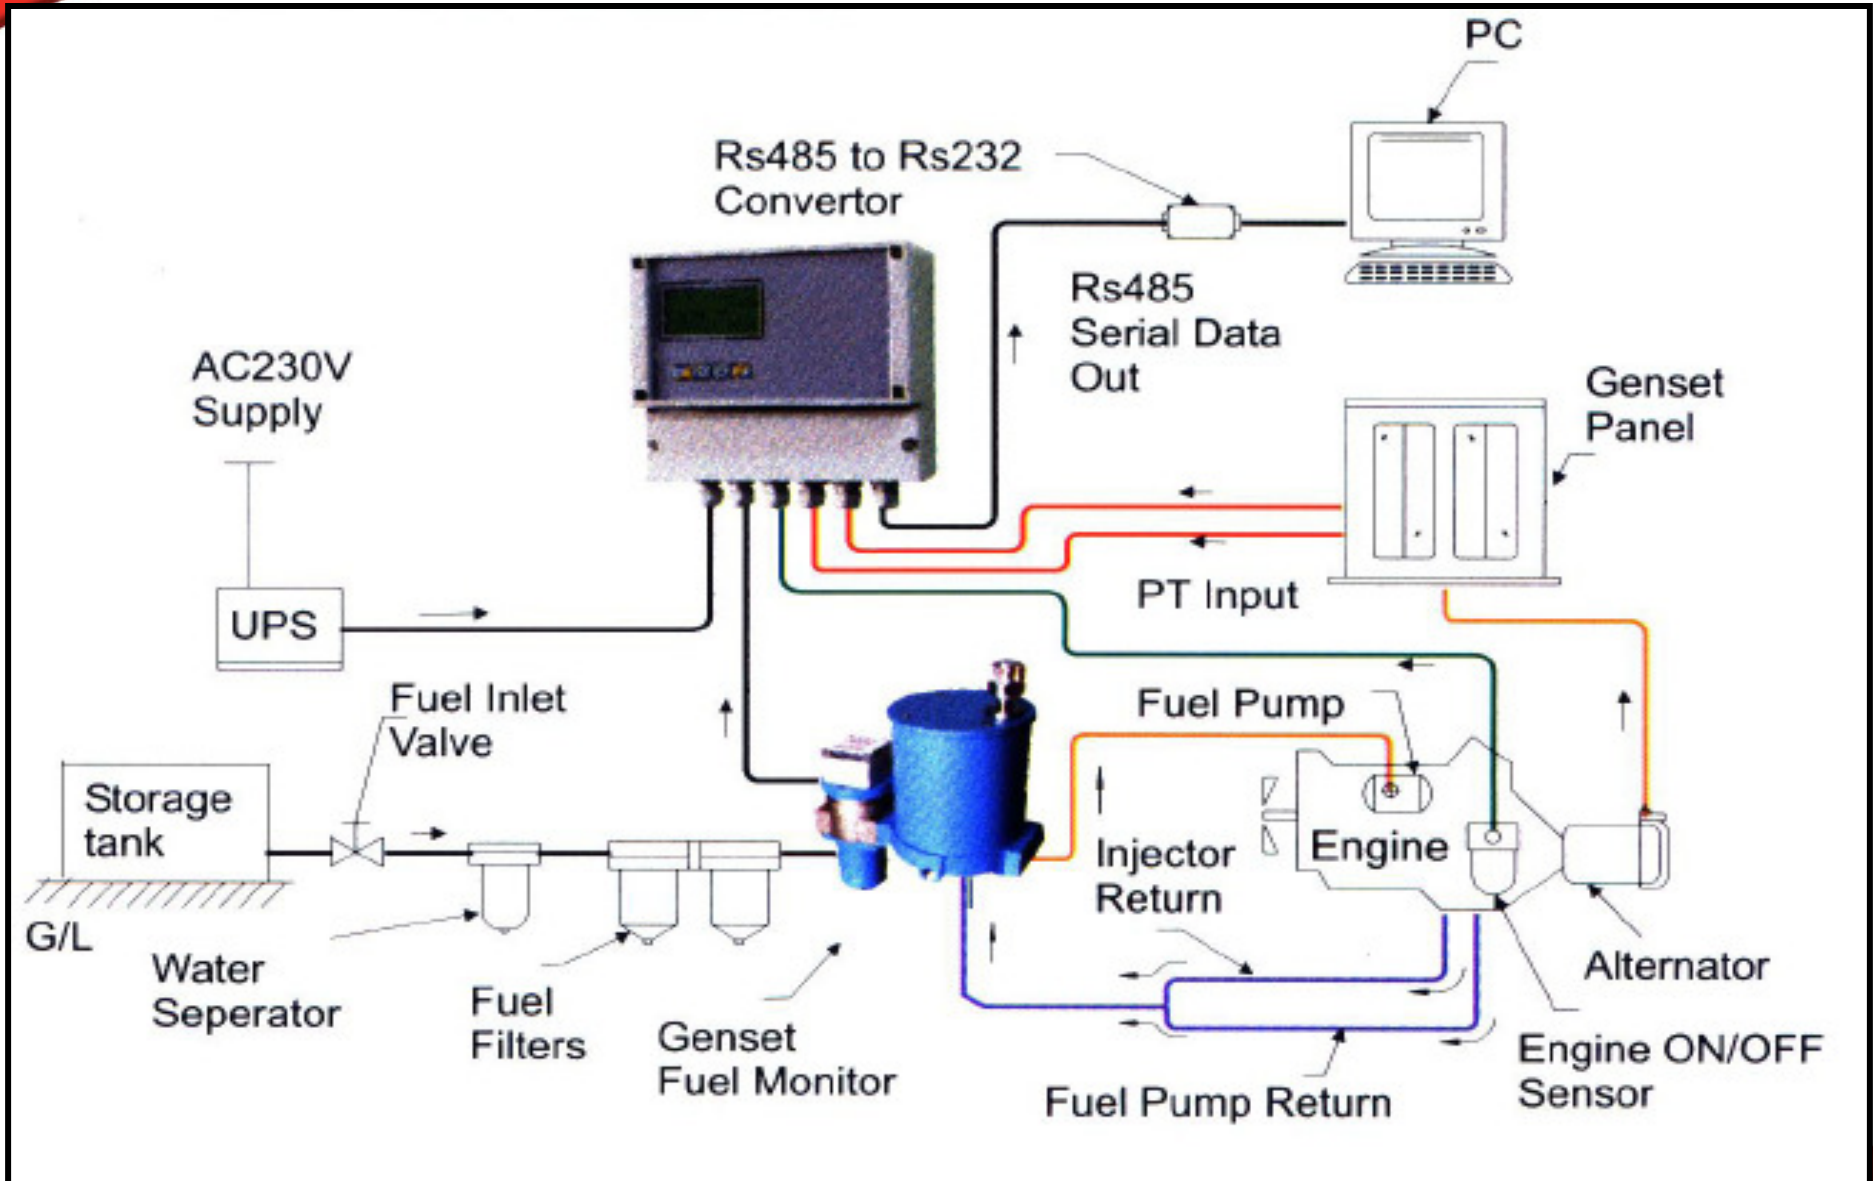 PC
Rs485 to Rs232
Convertor
Rs485
Serial Data
Out
AC230V
Supply
Genset
Panel
PT Input
UPS
Fuel Inlet
Valve
Fuel Pump
Storage
tank
Engine
Injector
Return
G/L
Water
Seperator
Fuel
Filters
Genset
Fuel Monitor
Alternator
Engine ON/OFF
Sensor
Fuel Pump Return